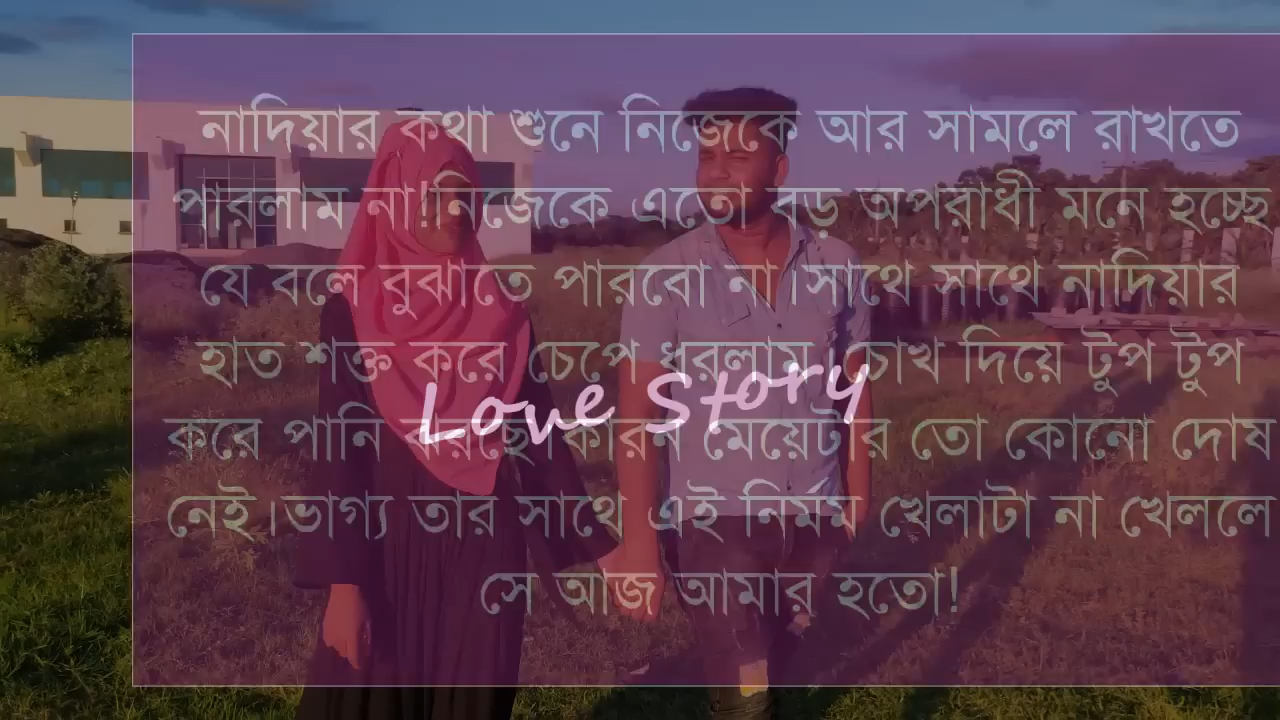 নাদিয়ার কথা শুনে নিজেকে আর সামলে রাখতে
পারলাম না!নিজেকে এতো বড় অপরাধী মনে হচ্ছে
যে বলে বুঝাতে পারবো না।সাথে সাথে নাদিয়ার
হাত শক্ত করে চেপে ধরলাম। চোখ দিয়ে টুপ টুপ
Love Story
করে পানি ঝরছে। কারন মেয়েটার তো কোনো দোষ
নেই।ভাগ্য তার সাথে এই নির্মম খেলাটা না খেললে
সে আজ আমার হতো!